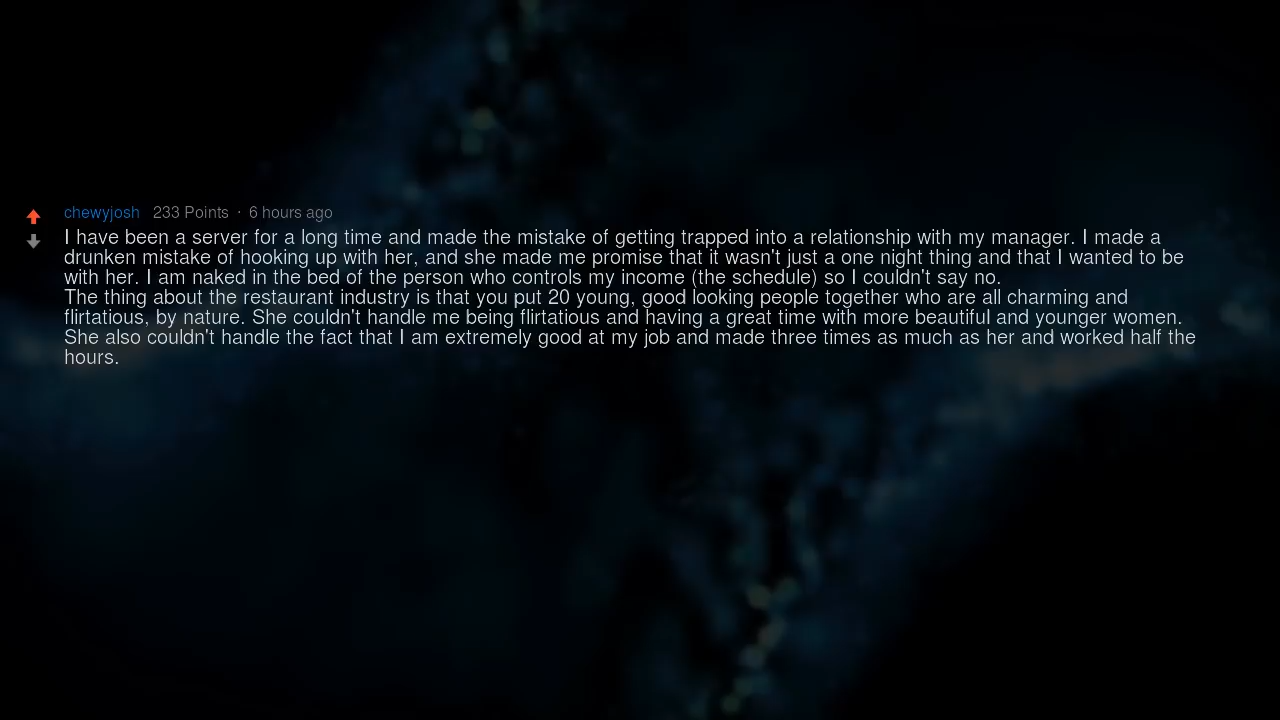 chewyjosh 233 Points · 6 hours ago
I have been a server for a long time and made the mistake of getting trapped into a relationship with my manager. I made a
drunken mistake of hooking up with her, and she made me promise that it wasn't just a one night thing and that I wanted to be
with her. I am naked in the bed of the person who controls my income (the schedule) so I couldn't say no.
The thing about the restaurant industry is that you put 20 young, good looking people together who are all charming and
flirtatious, by nature. She couldn't handle me being flirtatious and having a great time with more beautiful and younger women.
She also couldn't handle the fact that I am extremely good at my job and made three times as much as her and worked half the
hours.